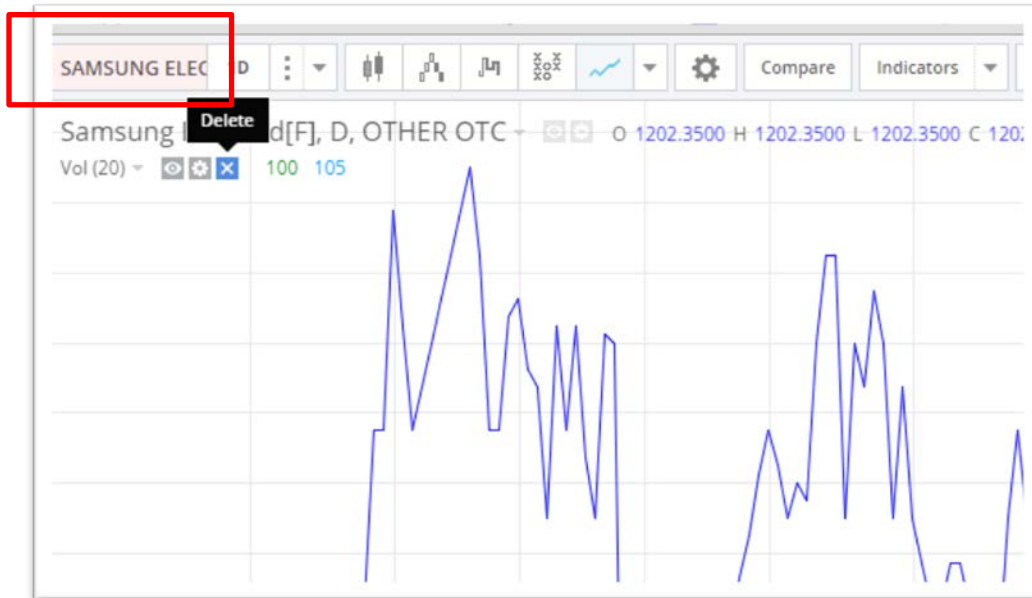 SAMSUNG ELEC D Compare Indicators
Delete
Samsung d[F], D, OTHER OTC O 1202.3500 H 1202.3500 L 1202.3500 C
Vol (20) 100 105